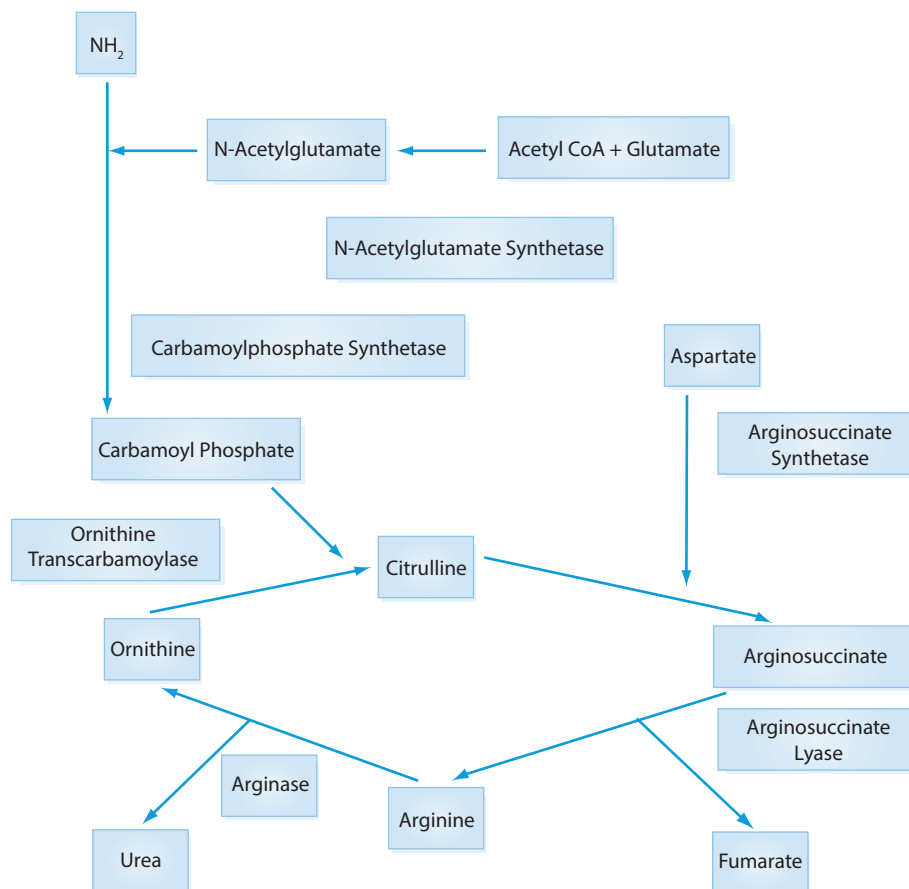 NH2
N-Acetylglutamate
Acetyl CoA + Glutamate
N-Acetylglutamate Synthetase
Carbamoylphosphate Synthetase
Aspartate
Carbamoyl Phosphate
Arginosuccinate
Synthetase
Ornithine
Transcarbamoylase
Citrulline
Ornithine
Arginosuccinate
Arginosuccinate
Lyase
Arginase
Arginine
Urea
Fumarate